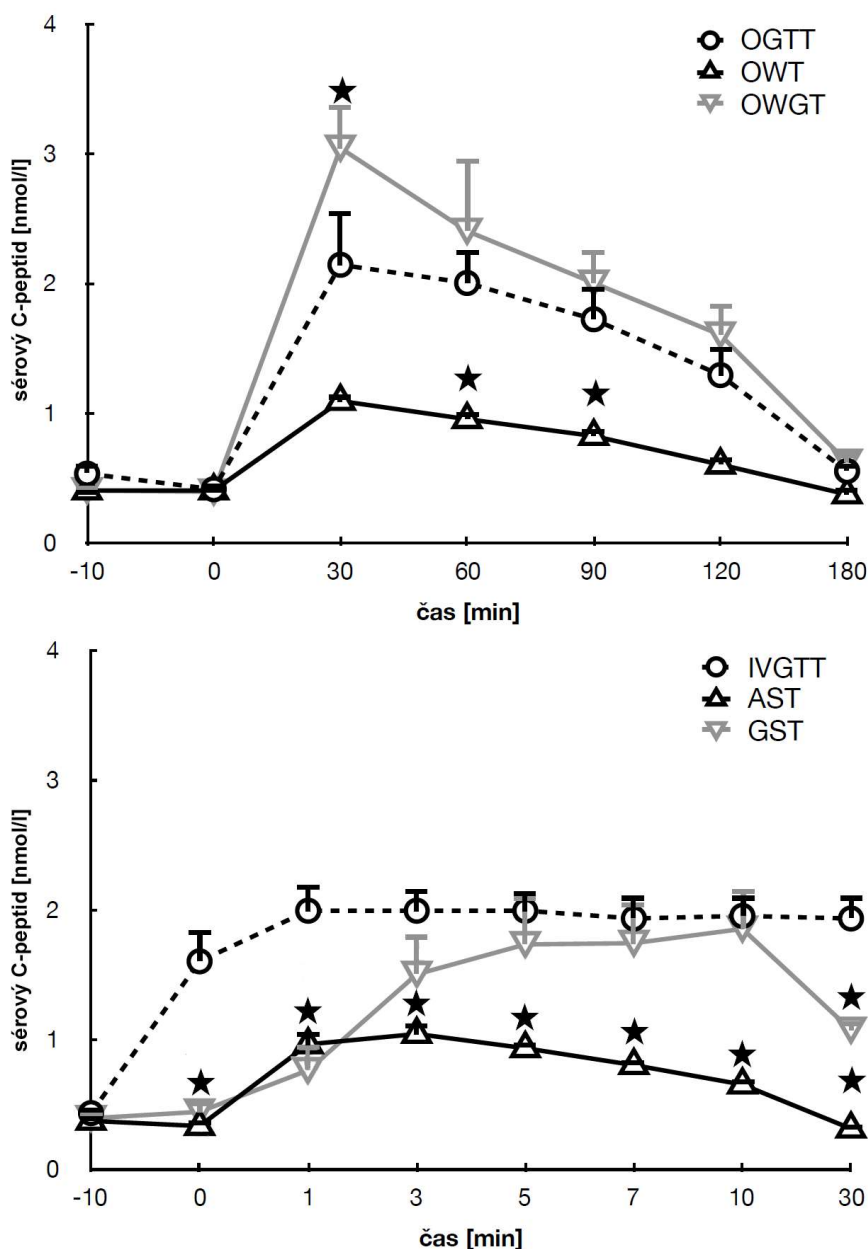 4
3
2
1
0
sérový C-peptid [nmol/l]
OGTT
OWT
OWGT
-10 0 30 60 90 120 180
čas [min]
4
3
2
1
0
sérový C-peptid [nmol/l]
IVGTT
AST
GST
-10 0 1 3 5 7 10 30
čas [min]